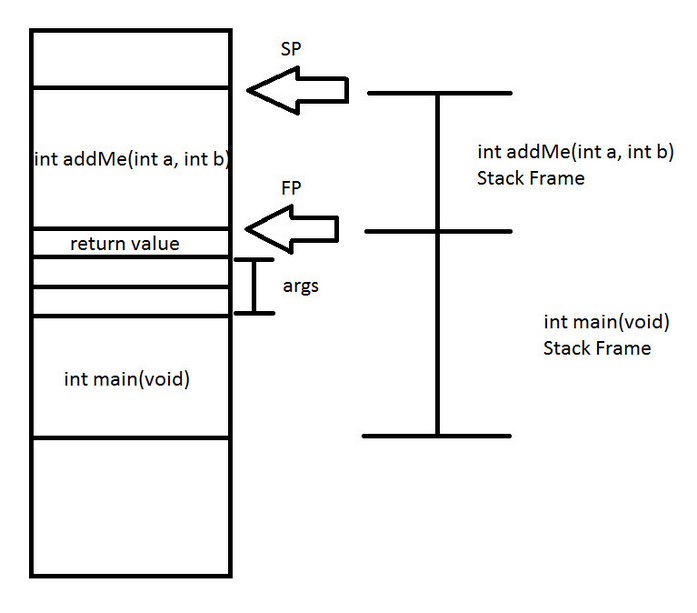 SP
int addMe(int a, int b)
int addMe(int a, int b)
Stack Frame
FP
return value
args
int main(void)
Stack Frame
int main(void)